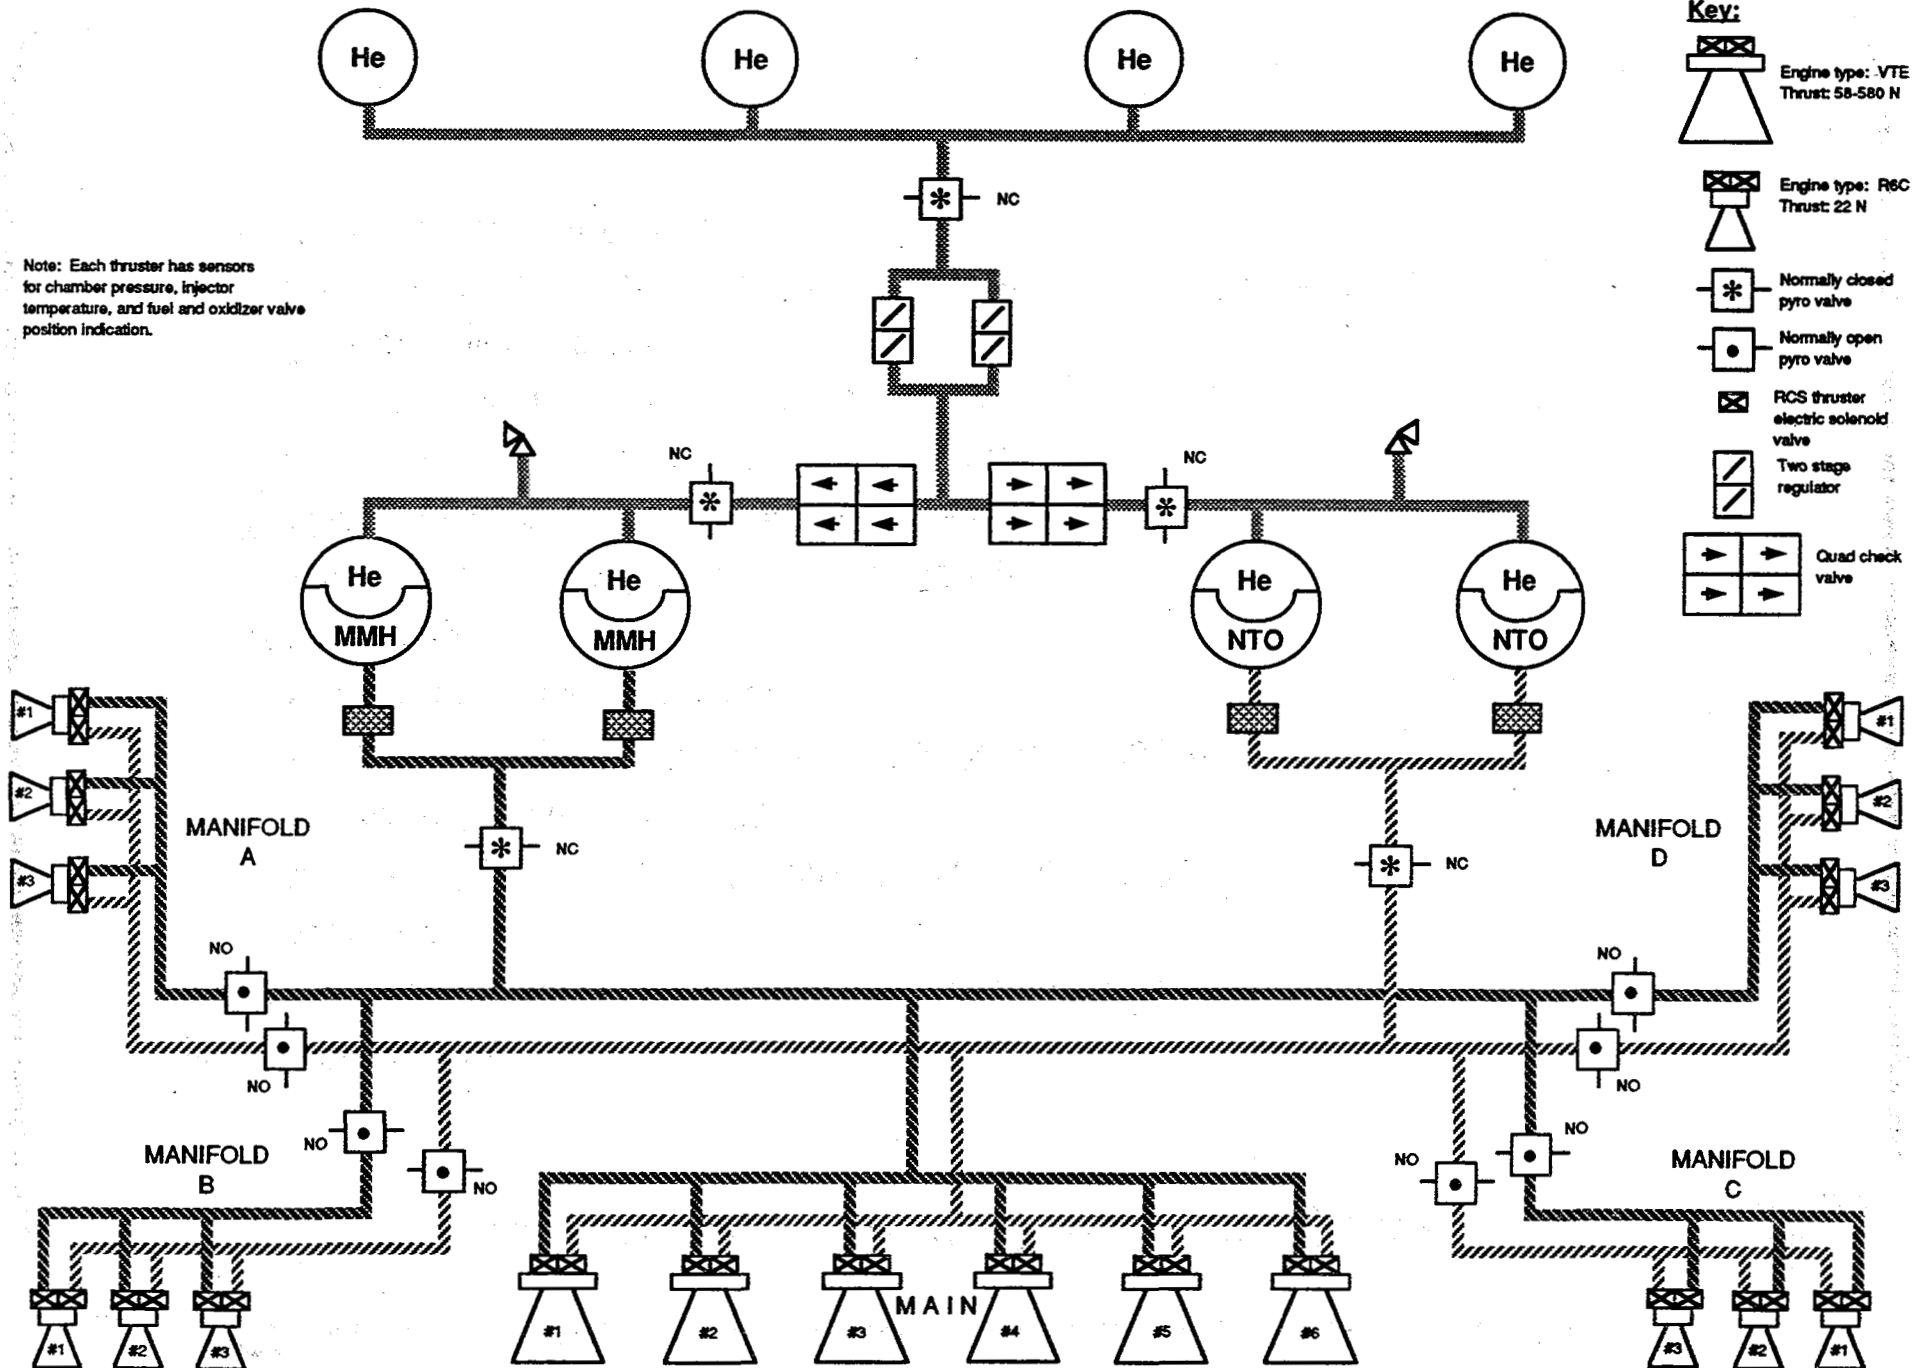 He
He
He
He
Key:
Engine type: VTE
Thrust: 58-580 N
Engine type: R6C
Thrust: 22 N
NC
Note: Each thruster has sensors
for chamber pressure, injector
temperature, and fuel and oxidizer valve
position indication.
Normally closed
pyro valve
Normally open
pyro valve
RCS thruster
electric solenoid
valve
Two stage
regulator
Quad check
valve
NC
NC
He
MMH
He
MMH
He
NTO
He
NTO
#1
#2
#3
MANIFOLD
A
NC
NC
MANIFOLD
D
#1
#2
#3
NO
NO
NO
NO
MANIFOLD
B
NO
NO
NO
NO
MANIFOLD
C
MAIN
#1
#2
#3
#1
#2
#3
#4
#5
#6
#3
#2
#1